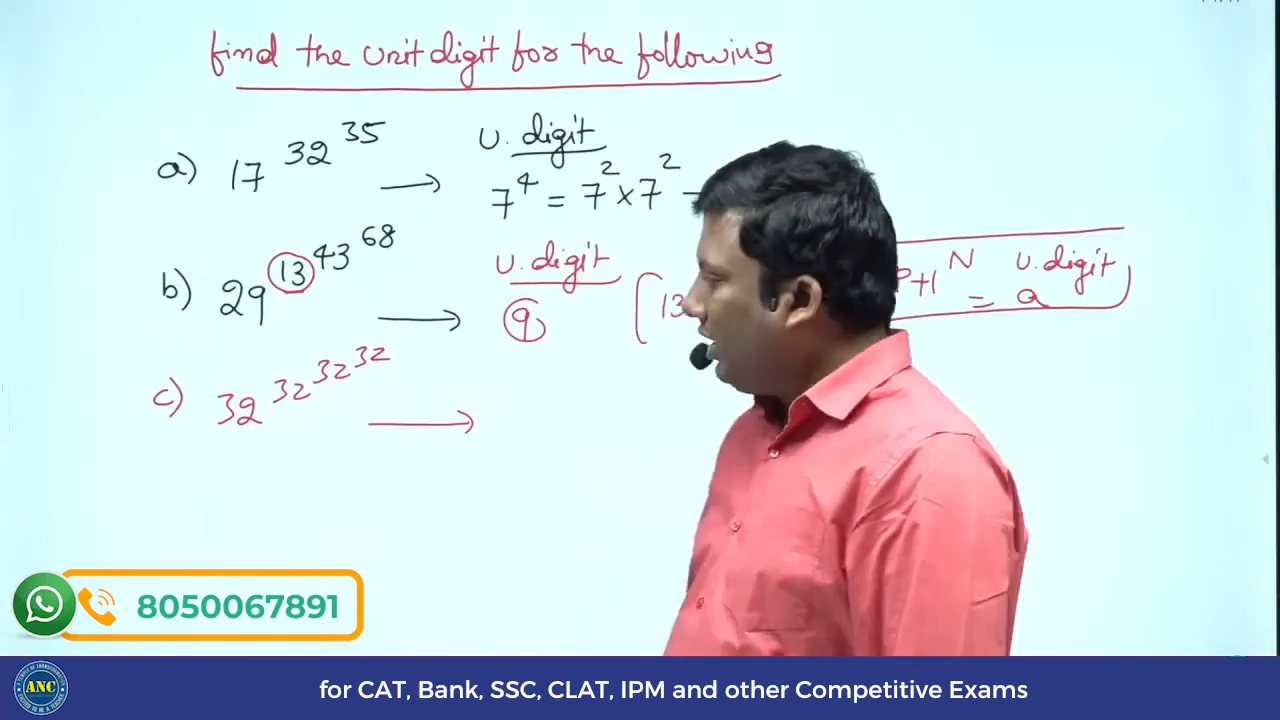 find the unit digit for the following
a) 17^32^35 → U. digit
7^4 = 7^2 × 7^2
b) 29^13^43^68 → U. digit
9 13
+1 N U. digit
= a
c) 32^32^32^32 →
8050067891
ANC
for CAT, Bank, SSC, CLAT, IPM and other Competitive Exams